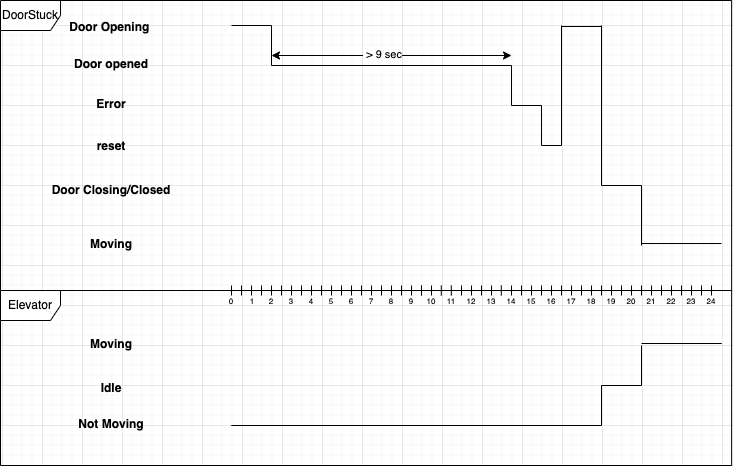 DoorStuck
Door Opening
> 9 sec
Door opened
Error
reset
Door Closing/Closed
Moving
0 1 2 3 4 5 6 7 8 9 10 11 12 13 14 15 16 17 18 19 20 21 22 23 24
Elevator
Moving
Idle
Not Moving